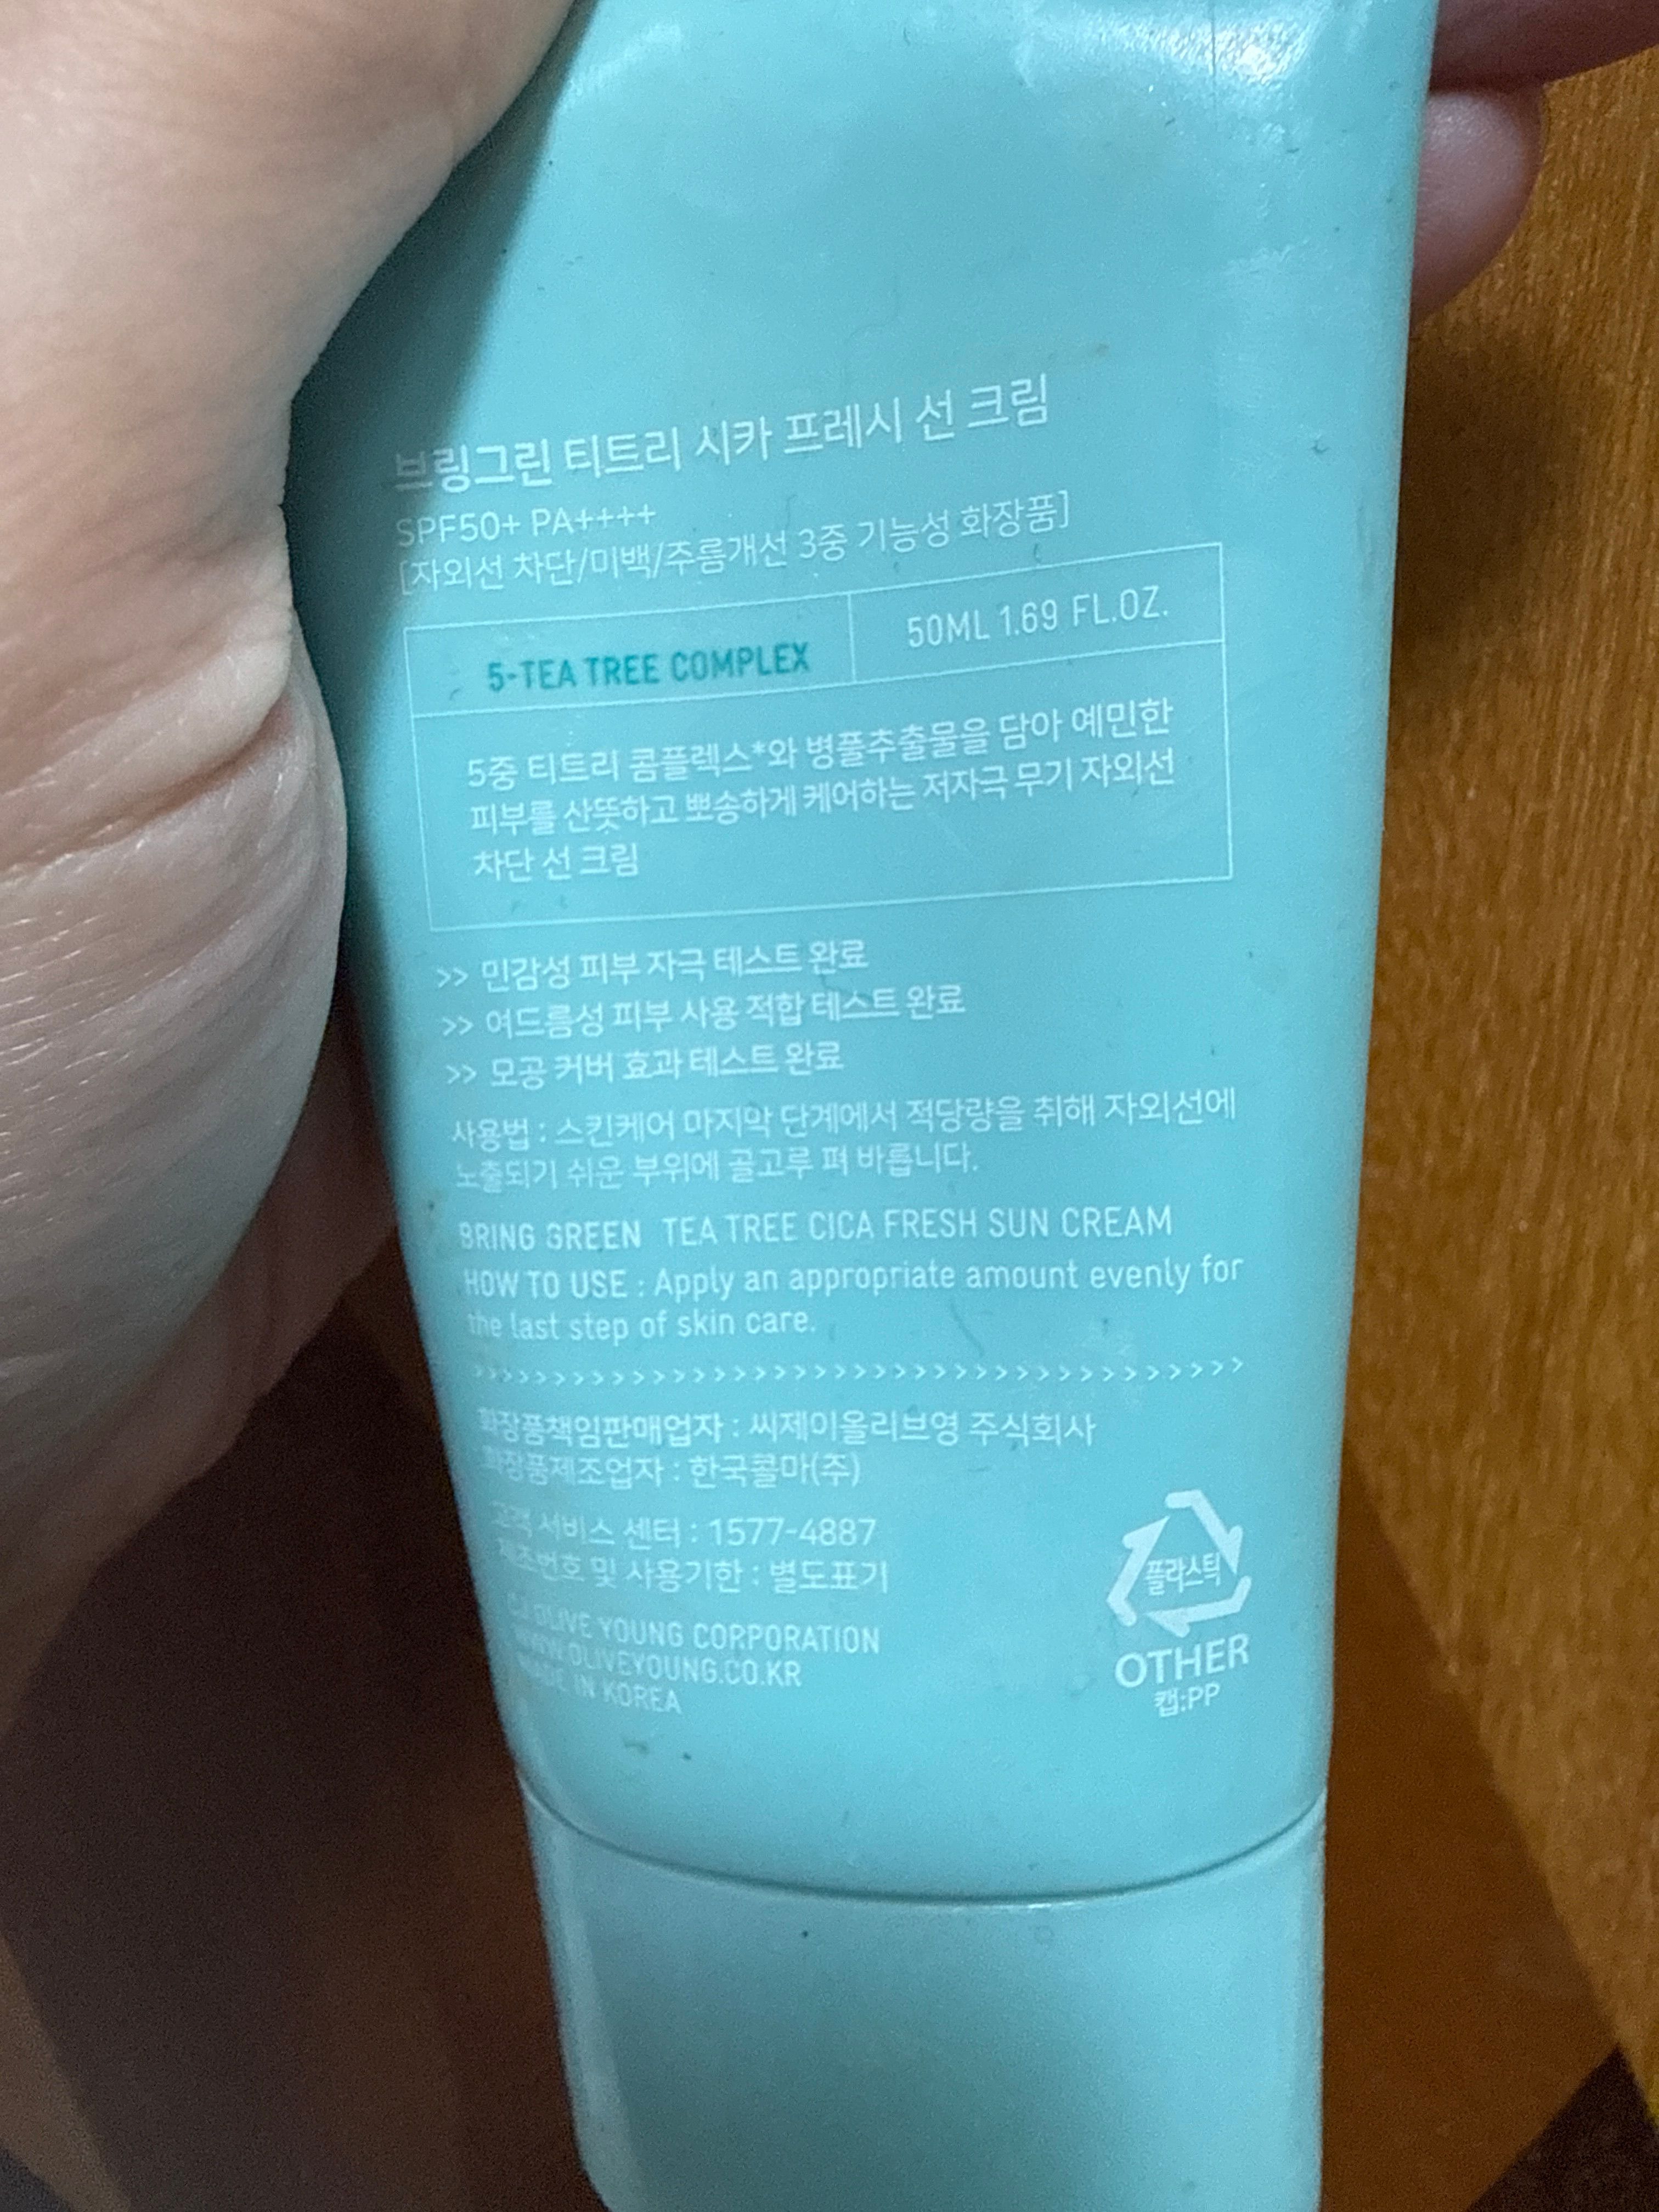 브링그린 티트리 시카 프레시 선 크림
SPF50+ PA++++
[자외선 차단/미백/주름개선 3중 기능성 화장품]
5-TEA TREE COMPLEX
50ML 1.69 FL.OZ.
5중 티트리 콤플렉스*와 병풀추출물을 담아 예민한
피부를 산뜻하고 뽀송하게 케어하는 저자극 무기 자외선
차단 선 크림
>> 민감성 피부 자극 테스트 완료
>> 여드름성 피부 사용 적합 테스트 완료
>> 모공 커버 효과 테스트 완료
사용법 : 스킨케어 마지막 단계에서 적당량을 취해 자외선에
노출되기 쉬운 부위에 골고루 펴 바릅니다.
BRING GREEN TEA TREE CICA FRESH SUN CREAM
HOW TO USE : Apply an appropriate amount evenly for
the last step of skin care.
화장품책임판매업자 : 씨제이올리브영 주식회사
화장품제조업자 : 한국콜마(주)
고객 서비스 센터 : 1577-4887
제조번호 및 사용기한 : 별도표기
CJ OLIVE YOUNG CORPORATION
WWW.OLIVEYOUNG.CO.KR
MADE IN KOREA
플라스틱
OTHER
캡:PP